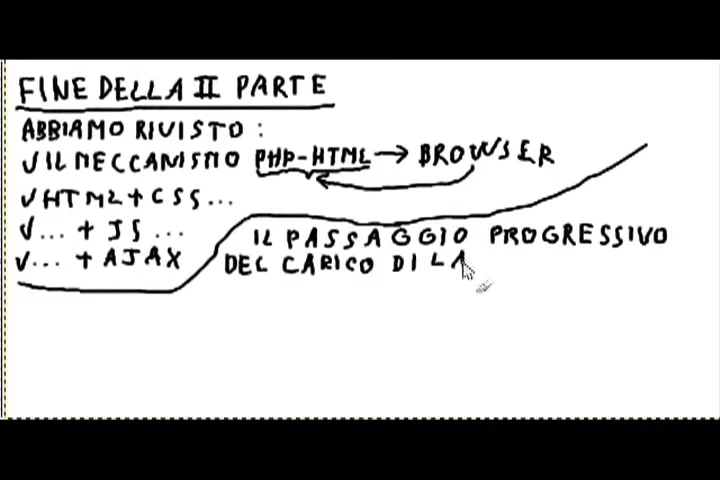 FINE DELLA II PARTE
ABBIAMO RIVISTO :
√ IL MECCANISMO PHP-HTML → BROWSER
√ HTML + CSS ...
√ ... + JS ...
√ ... + AJAX
IL PASSAGGIO PROGRESSIVO
DEL CARICO DI LA